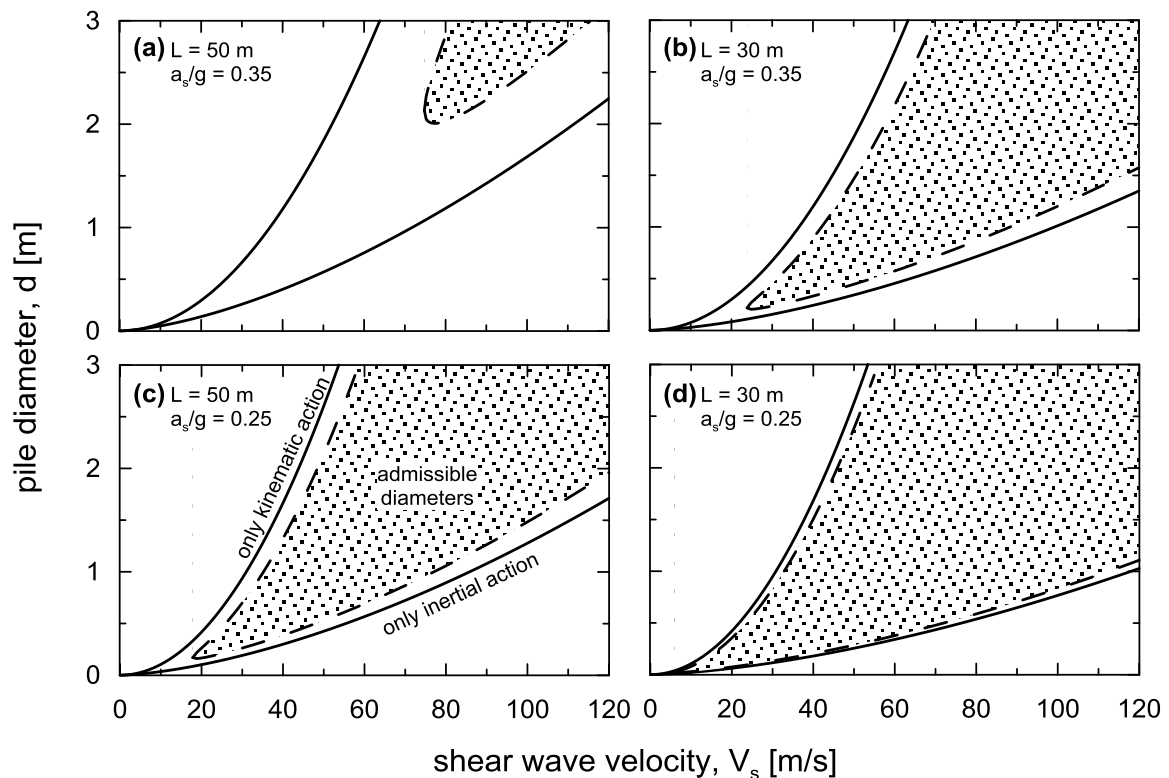 (a) L = 50 m
a_s/g = 0.35
(b) L = 30 m
a_s/g = 0.35
3
2
1
0
(c) L = 50 m
a_s/g = 0.25
only kinematic action
admissible
diameters
only inertial action
(d) L = 30 m
a_s/g = 0.25
3
2
1
0
0 20 40 60 80 100 120 0 20 40 60 80 100 120
pile diameter, d [m]
shear wave velocity, V_s [m/s]